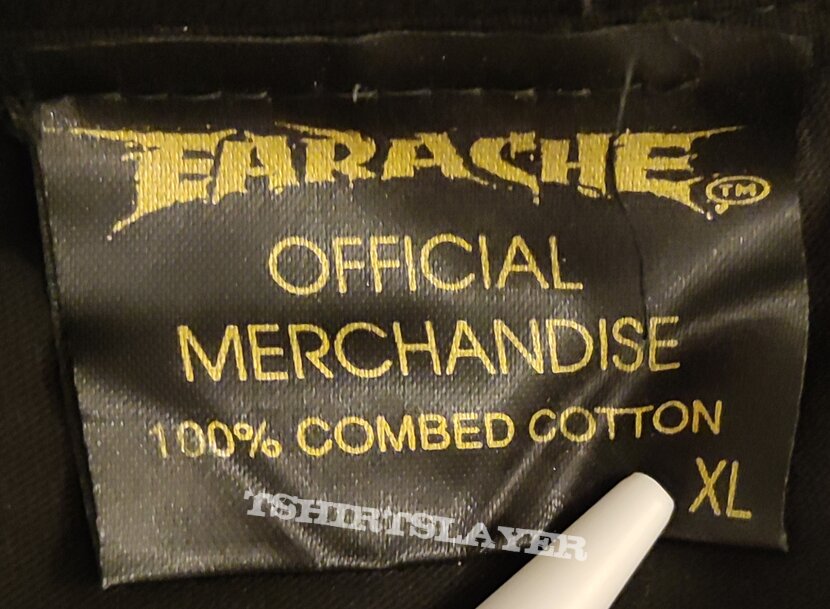 EARACHE TM
OFFICIAL
MERCHANDISE
100% COMBED COTTON
XL
TSHIRTSLAYER